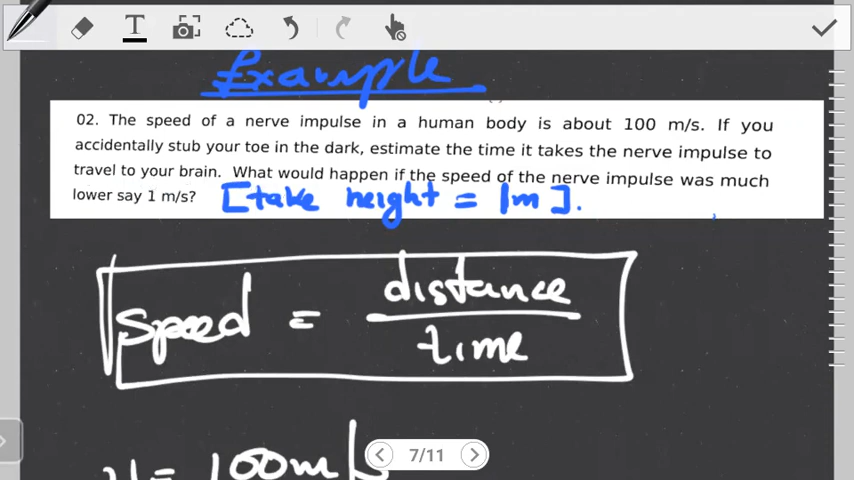 T
Example
02. The speed of a nerve impulse in a human body is about 100 m/s. If you
accidentally stub your toe in the dark, estimate the time it takes the nerve impulse to
travel to your brain. What would happen if the speed of the nerve impulse was much
lower say 1 m/s? [take height = 1m].
speed = distance
time
100m/s
7/11